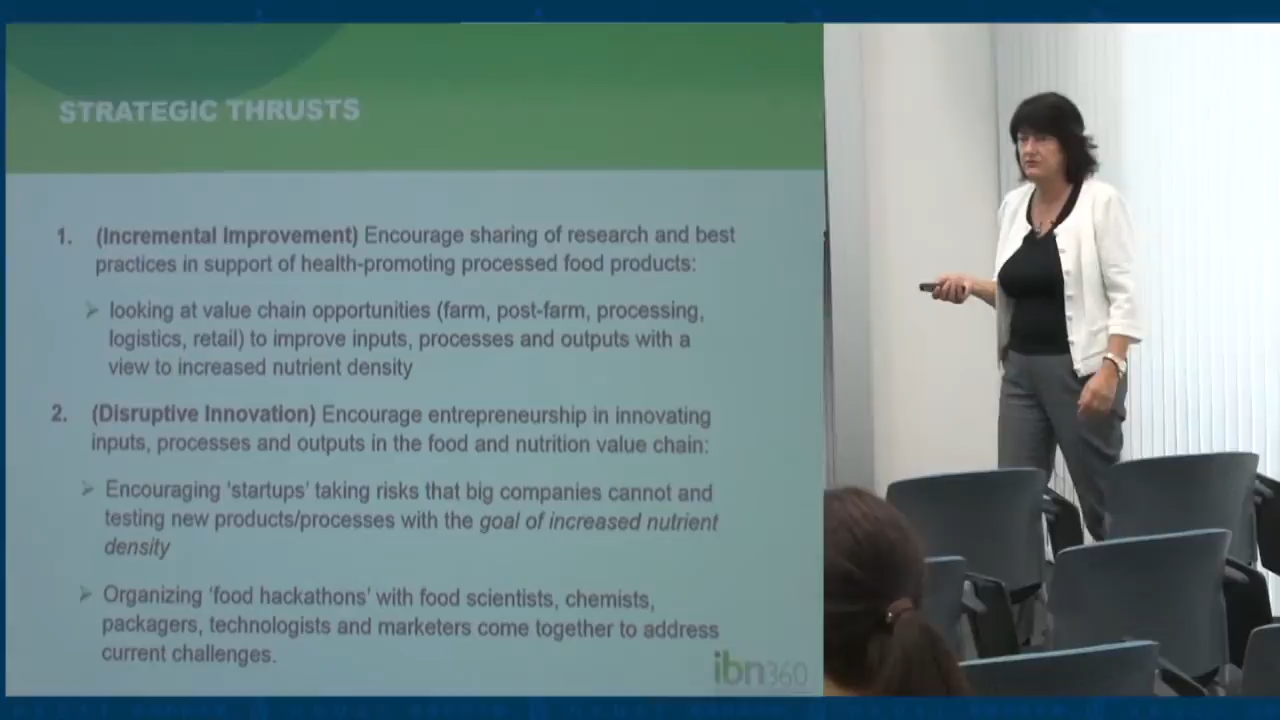 STRATEGIC THRUSTS
1. (Incremental Improvement) Encourage sharing of research and best
practices in support of health-promoting processed food products:
looking at value chain opportunities (farm, post-farm, processing,
logistics, retail) to improve inputs, processes and outputs with a
view to increased nutrient density
2. (Disruptive Innovation) Encourage entrepreneurship in innovating
inputs, processes and outputs in the food and nutrition value chain:
Encouraging ‘startups’ taking risks that big companies cannot and
testing new products/processes with the goal of increased nutrient
density
Organizing ‘food hackathons’ with food scientists, chemists,
packagers, technologists and marketers come together to address
current challenges.
ibn360